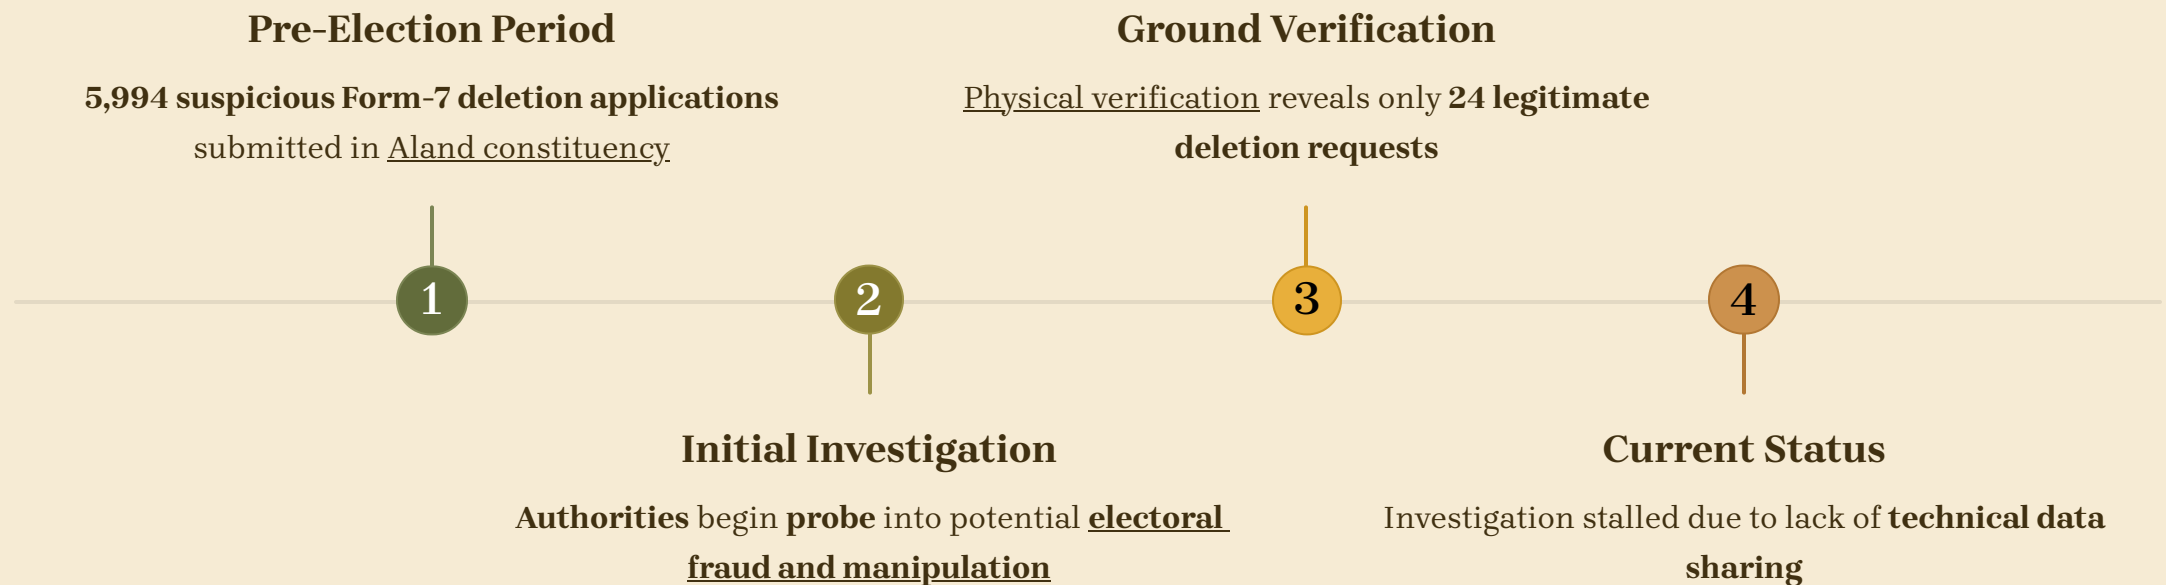 Pre-Election Period
5,994 suspicious Form-7 deletion applications
submitted in Aland constituency
1
2
Initial Investigation
Authorities begin probe into potential electoral
fraud and manipulation
Ground Verification
Physical verification reveals only 24 legitimate
deletion requests
3
4
Current Status
Investigation stalled due to lack of technical data
sharing